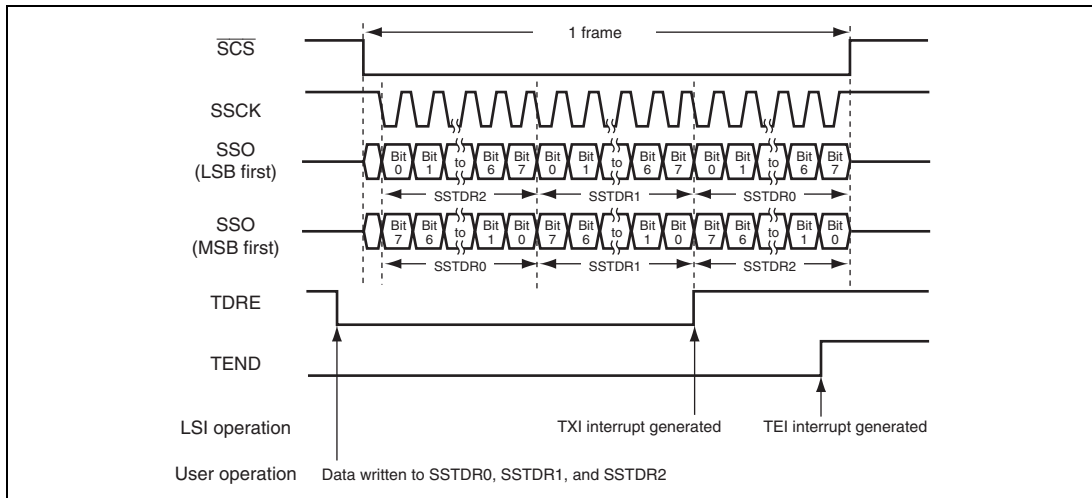 1 frame
SCS
SSCK
SSO
(LSB first)
Bit 0 Bit 1 to Bit 6 Bit 7 Bit 0 Bit 1 to Bit 6 Bit 7 Bit 0 Bit 1 to Bit 6 Bit 7
SSTDR2 SSTDR1 SSTDR0
SSO
(MSB first)
Bit 7 Bit 6 to Bit 1 Bit 0 Bit 7 Bit 6 to Bit 1 Bit 0 Bit 7 Bit 6 to Bit 1 Bit 0
SSTDR0 SSTDR1 SSTDR2
TDRE
TEND
LSI operation TXI interrupt generated TEI interrupt generated
User operation Data written to SSTDR0, SSTDR1, and SSTDR2